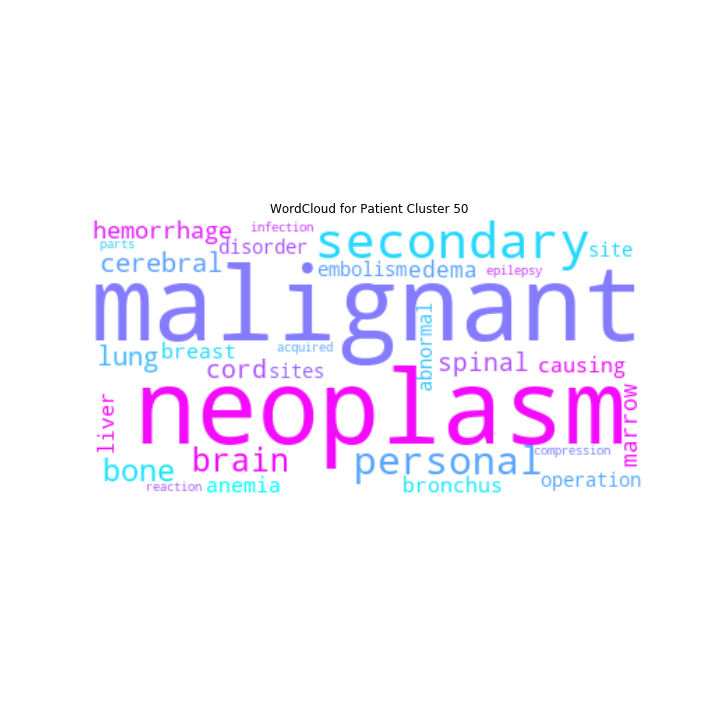 WordCloud for Patient Cluster 50
hemorrhage infection secondary site
parts disorder
cerebral embolism edema epilepsy
malignant
abnormal
lung breast acquired
cord sites spinal causing
neoplasm
liver marrow
bone brain personal compression
reaction anemia bronchus operation